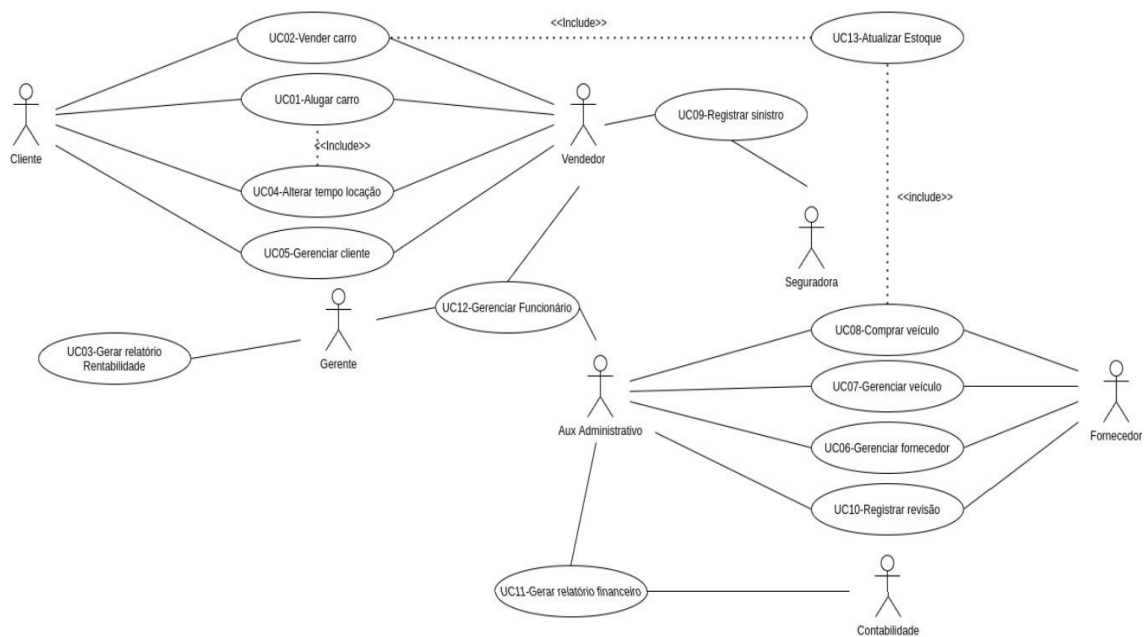 <<Include>>
UC02-Vender carro
UC13-Atualizar Estoque
UC01-Alugar carro
UC09-Registrar sinistro
<<Include>>
Cliente
Vendedor
UC04-Alterar tempo locação
<<include>>
UC05-Gerenciar cliente
Seguradora
UC12-Gerenciar Funcionário
UC08-Comprar veículo
UC03-Gerar relatório
Rentabilidade
Gerente
UC07-Gerenciar veículo
Aux Administrativo
Fornecedor
UC06-Gerenciar fornecedor
UC10-Registrar revisão
UC11-Gerar relatório financeiro
Contabilidade